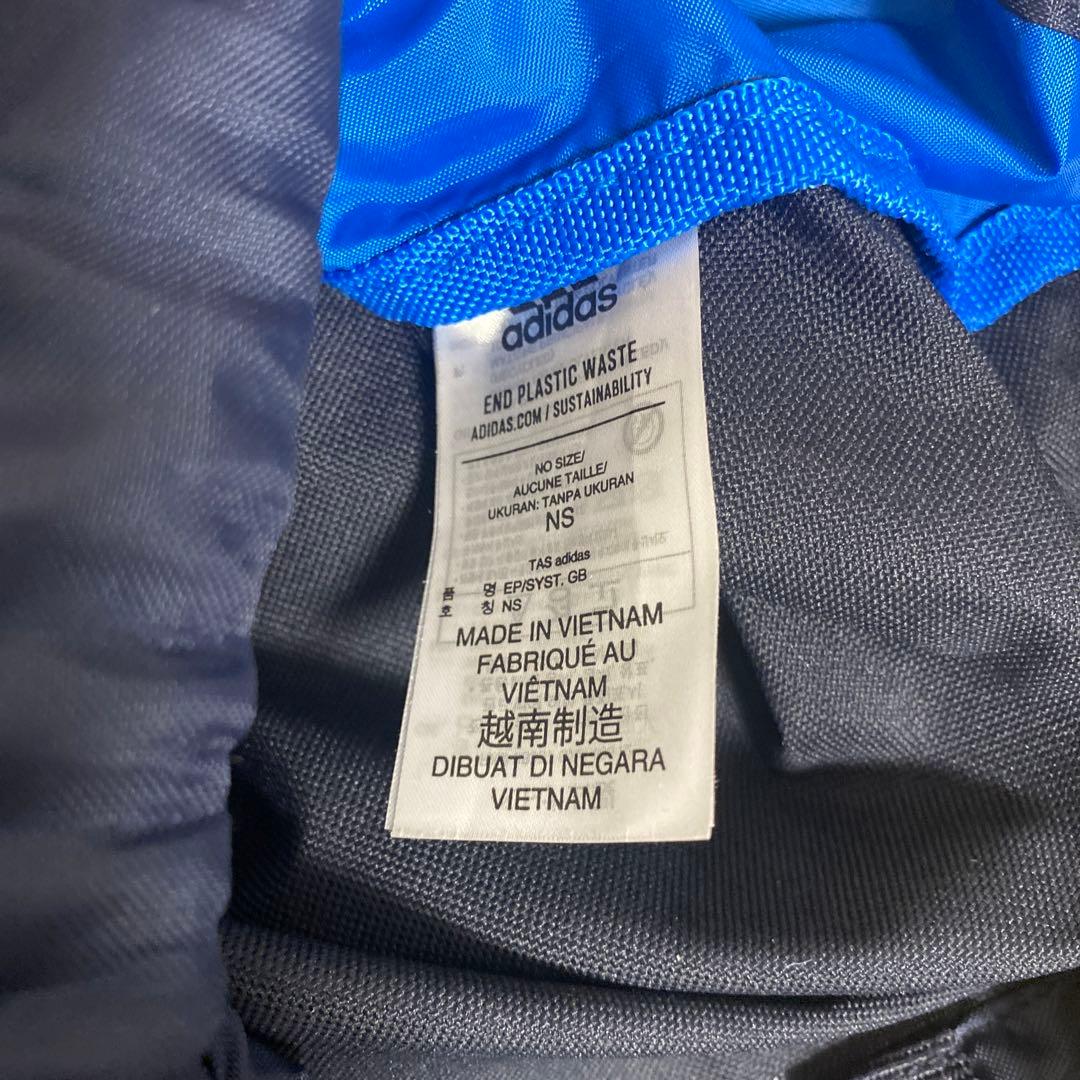 adidas
END PLASTIC WASTE
ADIDAS.COM / SUSTAINABILITY
NO SIZE/
AUCUNE TAILLE/
UKURAN: TANPA UKURAN
NS
TAS adidas
품 명 EP/SYST. GB
호 칭 NS
MADE IN VIETNAM
FABRIQUÉ AU
VIÊTNAM
越南制造
DIBUAT DI NEGARA
VIETNAM